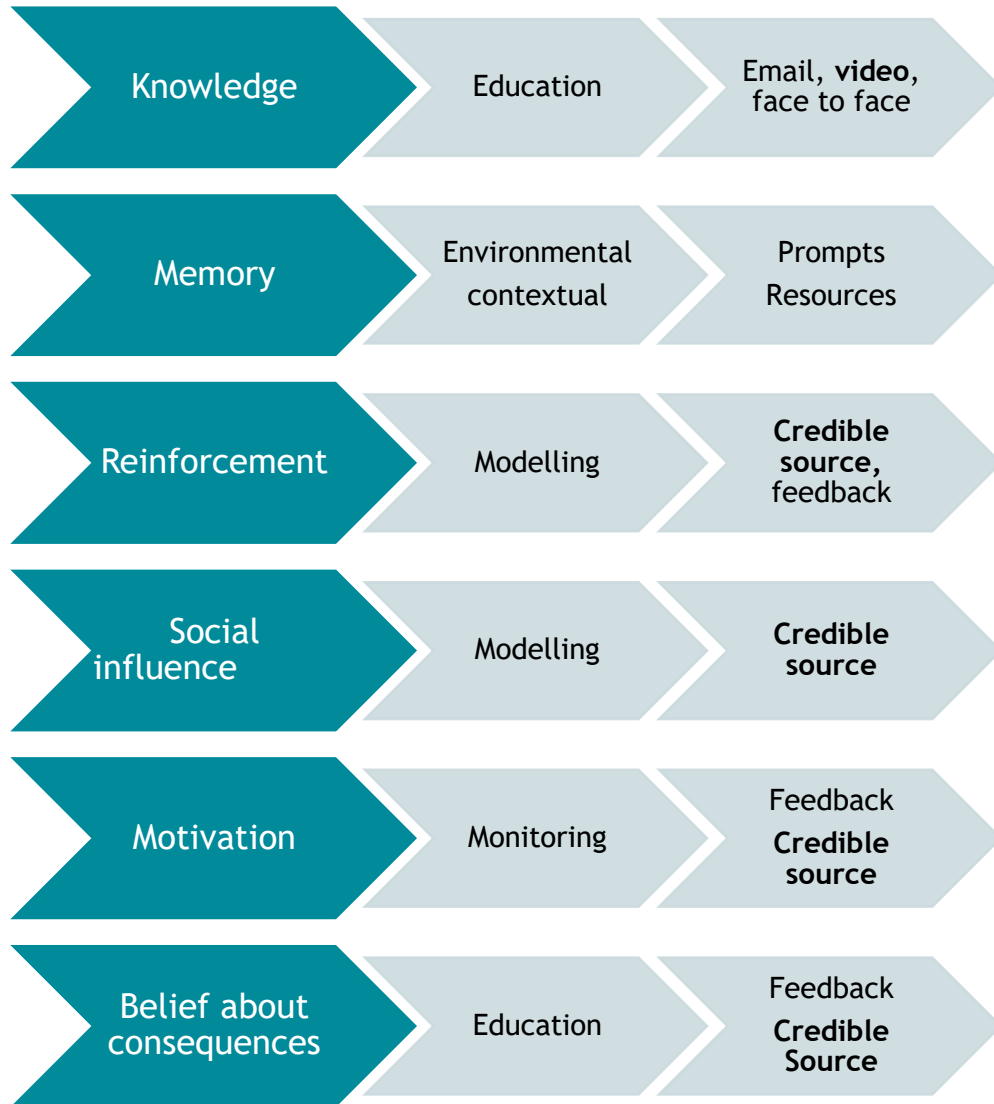 Knowledge
Education
Email, video,
face to face
Memory
Environmental
contextual
Prompts
Resources
Reinforcement
Modelling
Credible
source,
feedback
Social
influence
Modelling
Credible
source
Motivation
Monitoring
Feedback
Credible
source
Belief about
consequences
Education
Feedback
Credible
Source